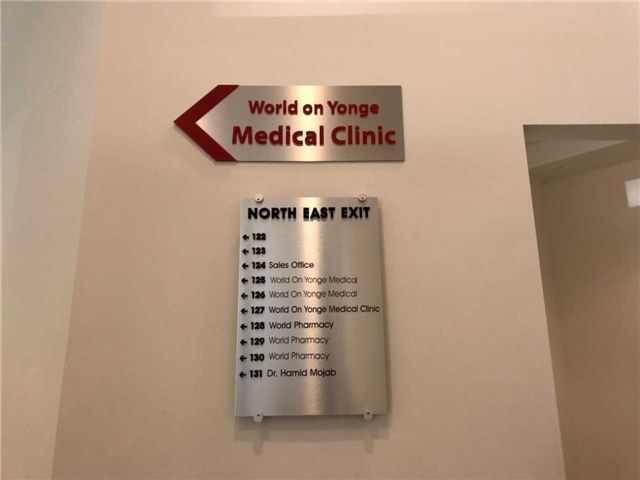 World on Yonge
Medical Clinic
NORTH EAST EXIT
← 122
← 123
← 124 Sales Office
← 125 World On Yonge Medical
← 126 World On Yonge Medical
← 127 World On Yonge Medical Clinic
← 128 World Pharmacy
← 129 World Pharmacy
← 130 World Pharmacy
← 131 Dr. Hamid Mojab